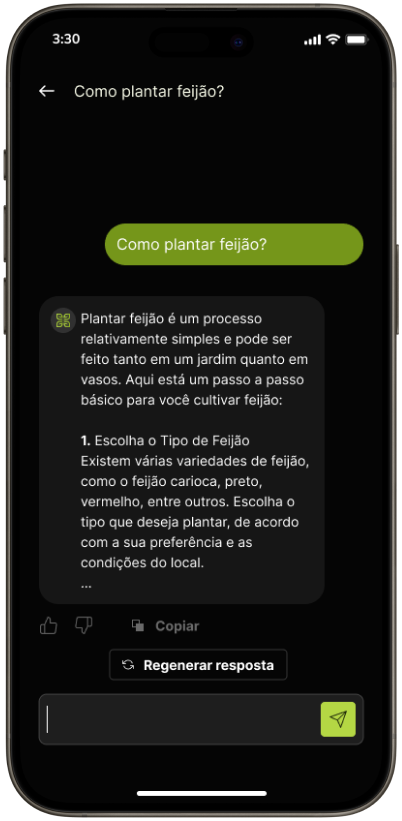 3:30
Como plantar feijão?
Como plantar feijão?
Plantar feijão é um processo
relativamente simples e pode ser
feito tanto em um jardim quanto em
vasos. Aqui está um passo a passo
básico para você cultivar feijão:
1. Escolha o Tipo de Feijão
Existem várias variedades de feijão,
como o feijão carioca, preto,
vermelho, entre outros. Escolha o
tipo que deseja plantar, de acordo
com a sua preferência e as
condições do local.
...
Copiar
Regenerar resposta